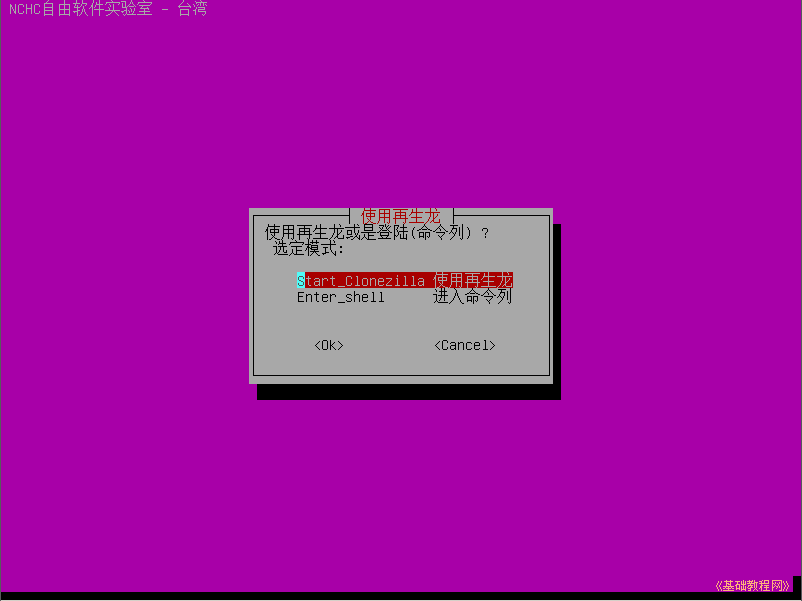 NCHC自由软件实验室 - 台湾
使用再生龙
使用再生龙或是登陆(命令列) ?
选定模式:
Start_Clonezilla 使用再生龙
Enter_shell 进入命令列
<Ok> <Cancel>
《基础教程网》